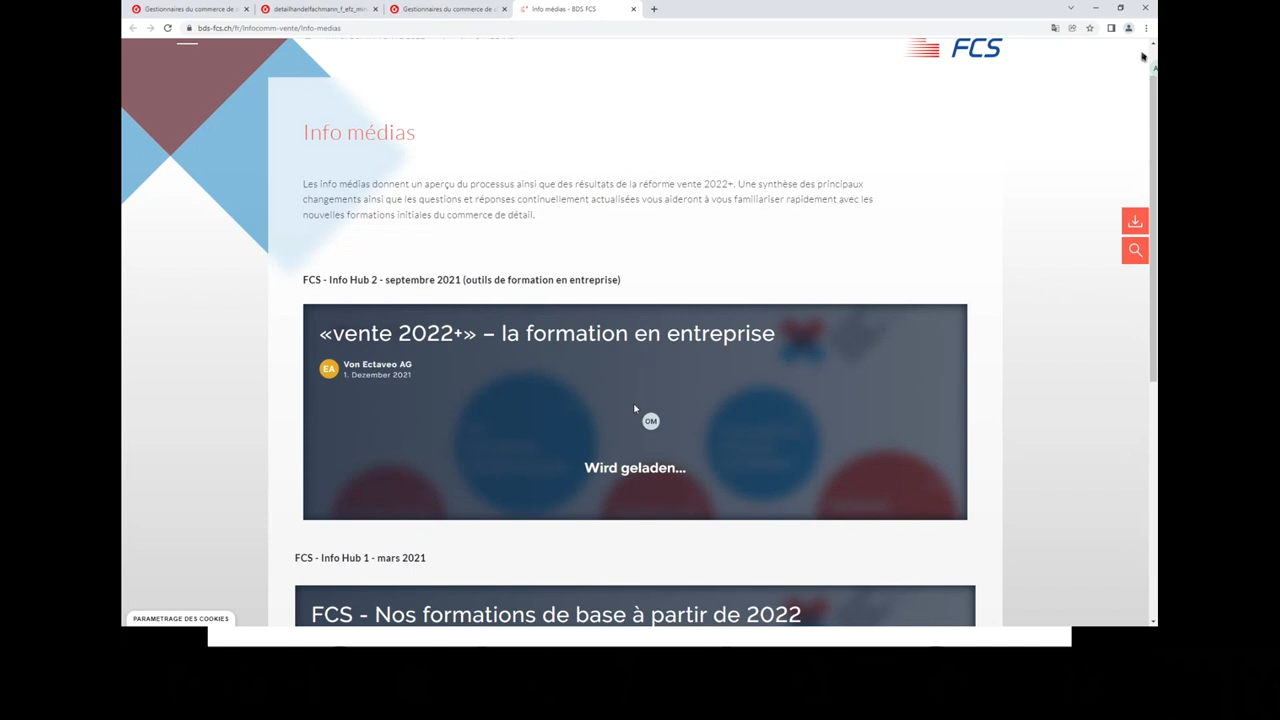 Gestionnaires du commerce de d
detailhandelfachmann_f_efz_min
Gestionnaires du commerce de d
Info médias - BDS FCS
bds-fcs.ch/fr/infocomm-vente/info-medias
FCS
Info médias
Les info médias donnent un aperçu du processus ainsi que des résultats de la réforme vente 2022+. Une synthèse des principaux
changements ainsi que les questions et réponses continuellement actualisées vous aideront à vous familiariser rapidement avec les
nouvelles formations initiales du commerce de détail.
FCS - Info Hub 2 - septembre 2021 (outils de formation en entreprise)
«vente 2022+» – la formation en entreprise
EA
Von Ectaveo AG
1. Dezember 2021
OM
Wird geladen...
FCS - Info Hub 1 - mars 2021
FCS - Nos formations de base à partir de 2022
PARAMETRAGE DES COOKIES